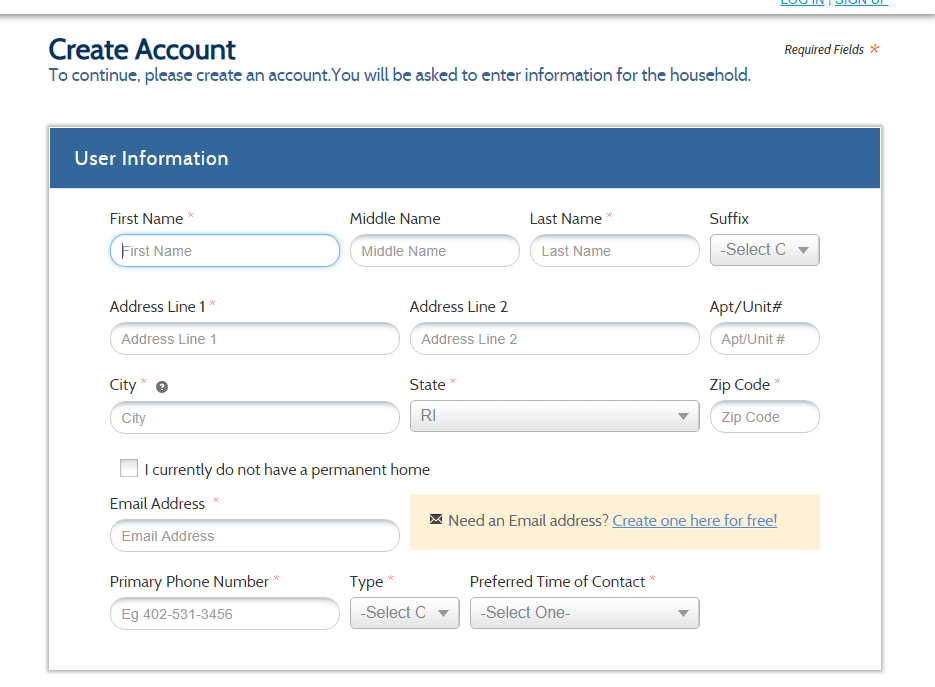 LOG IN | SIGN UP
Create Account
Required Fields *
To continue, please create an account.You will be asked to enter information for the household.
User Information
First Name * Middle Name Last Name * Suffix
First Name Middle Name Last Name -Select C
Address Line 1 * Address Line 2 Apt/Unit#
Address Line 1 Address Line 2 Apt/Unit #
City * ? State * Zip Code *
City RI Zip Code
I currently do not have a permanent home
Email Address *
Need an Email address? Create one here for free!
Email Address
Primary Phone Number * Type * Preferred Time of Contact *
Eg 402-531-3456 -Select C -Select One-